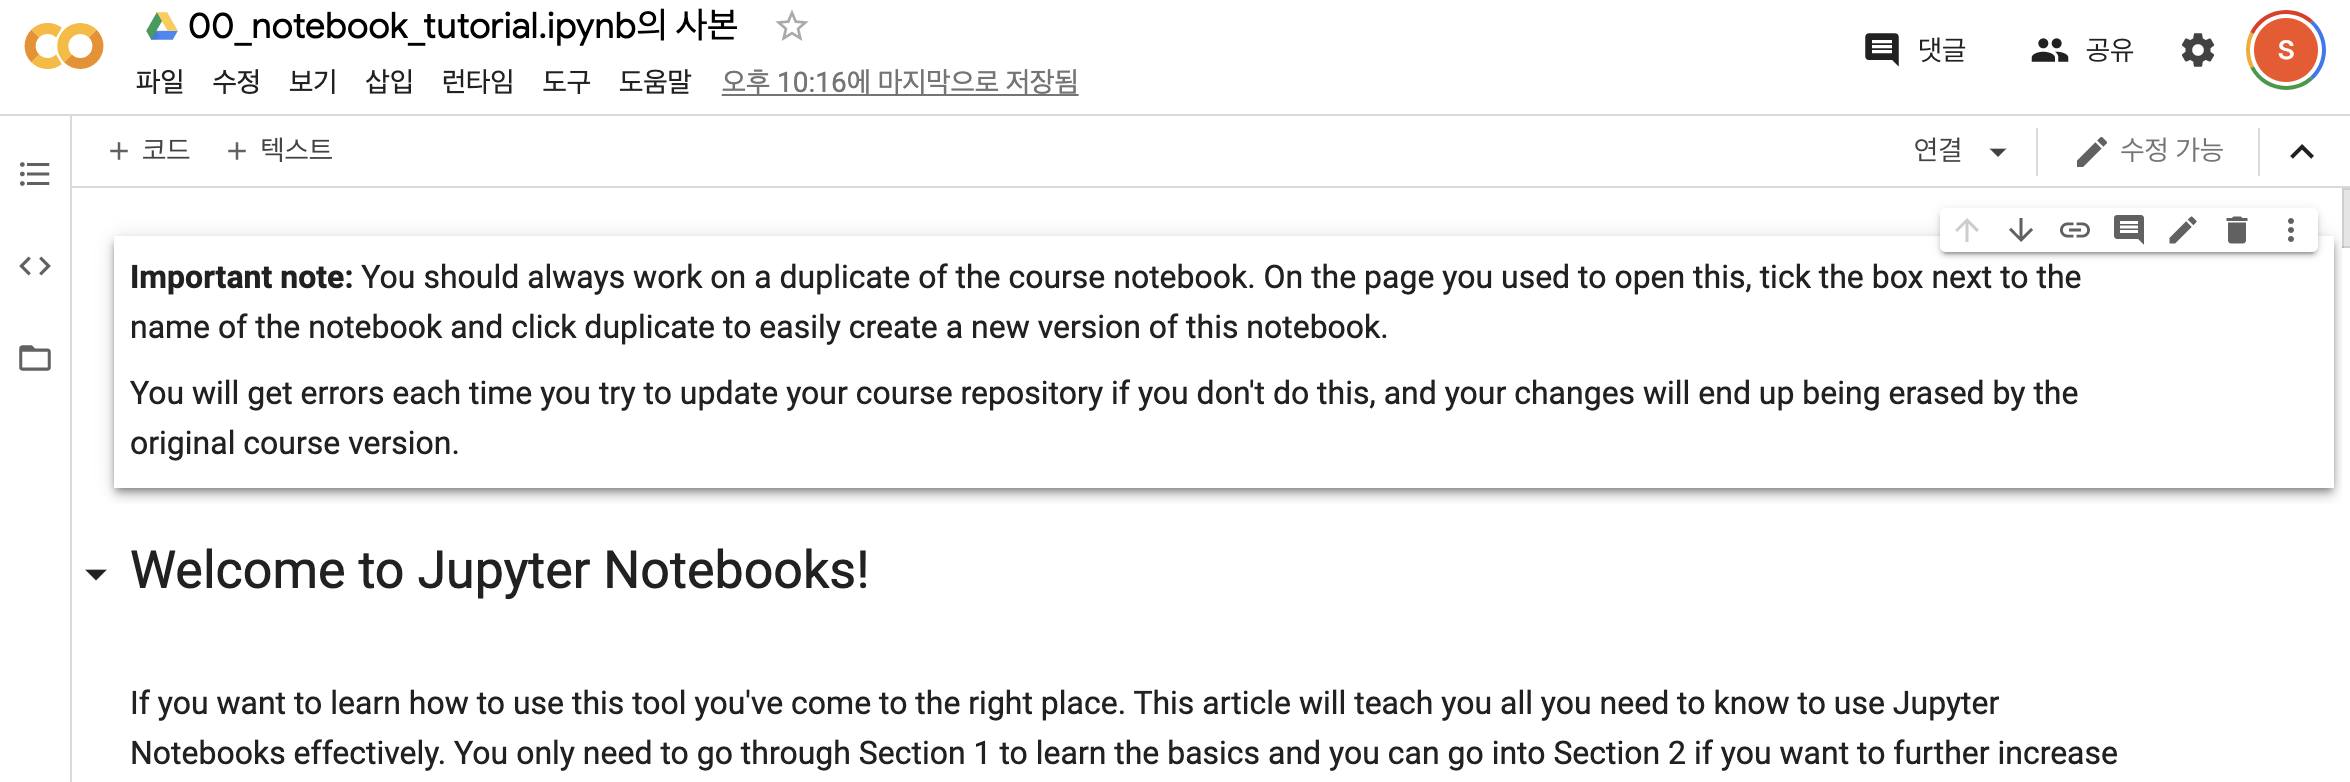 00_notebook_tutorial.ipynb의 사본
파일 수정 보기 삽입 런타임 도구 도움말 오후 10:16에 마지막으로 저장됨
댓글 공유 S
+ 코드 + 텍스트
연결 수정 가능
Important note: You should always work on a duplicate of the course notebook. On the page you used to open this, tick the box next to the
name of the notebook and click duplicate to easily create a new version of this notebook.
You will get errors each time you try to update your course repository if you don't do this, and your changes will end up being erased by the
original course version.
Welcome to Jupyter Notebooks!
If you want to learn how to use this tool you've come to the right place. This article will teach you all you need to know to use Jupyter
Notebooks effectively. You only need to go through Section 1 to learn the basics and you can go into Section 2 if you want to further increase